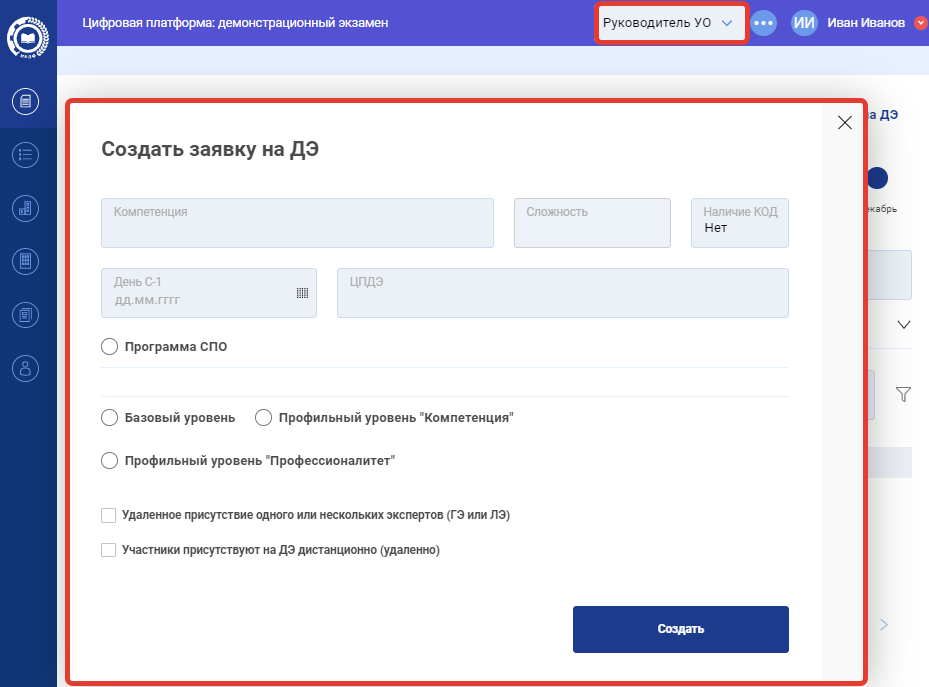 Цифровая платформа: демонстрационный экзамен
Руководитель УО
ИИ
Иван Иванов
ДЭ
Создать заявку на ДЭ
Компетенция
Сложность
Наличие КОД
Нет
День С-1
дд.мм.гггг
ЦПДЭ
Программа СПО
Базовый уровень
Профильный уровень "Компетенция"
Профильный уровень "Профессионалитет"
Удаленное присутствие одного или нескольких экспертов (ГЭ или ЛЭ)
Участники присутствуют на ДЭ дистанционно (удаленно)
Создать